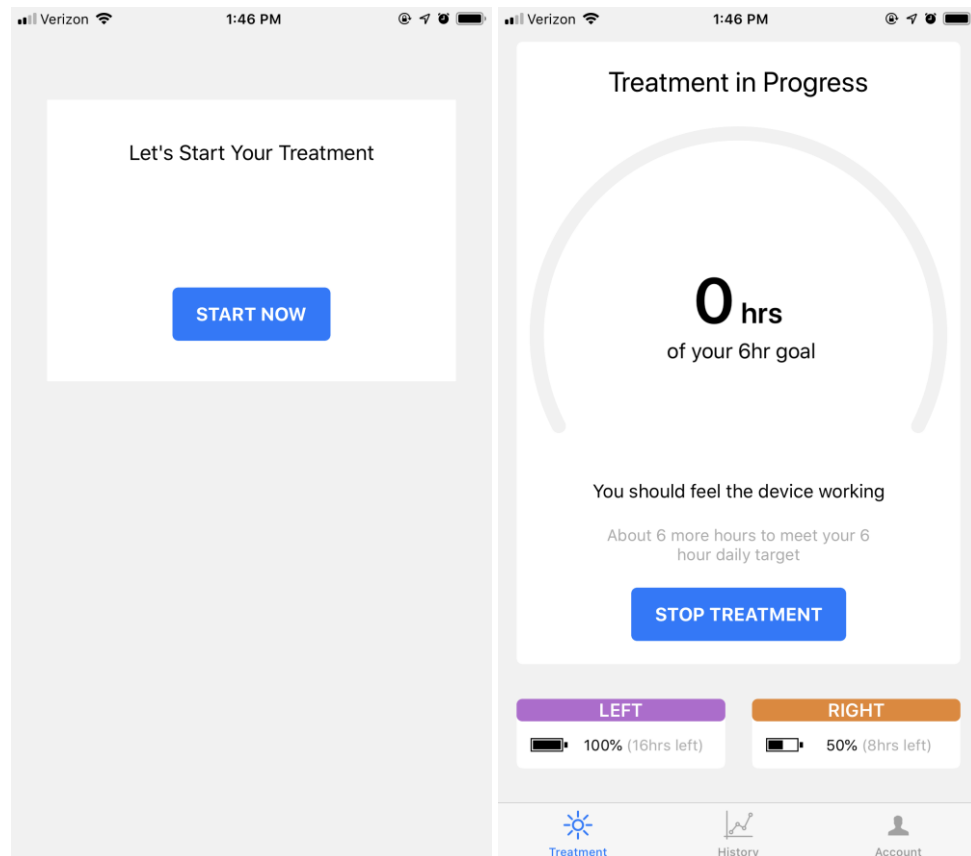 Verizon 1:46 PM
Let's Start Your Treatment
START NOW
Verizon 1:46 PM
Treatment in Progress
0 hrs
of your 6hr goal
You should feel the device working
About 6 more hours to meet your 6
hour daily target
STOP TREATMENT
LEFT
100% (16hrs left)
RIGHT
50% (8hrs left)
Treatment History Account